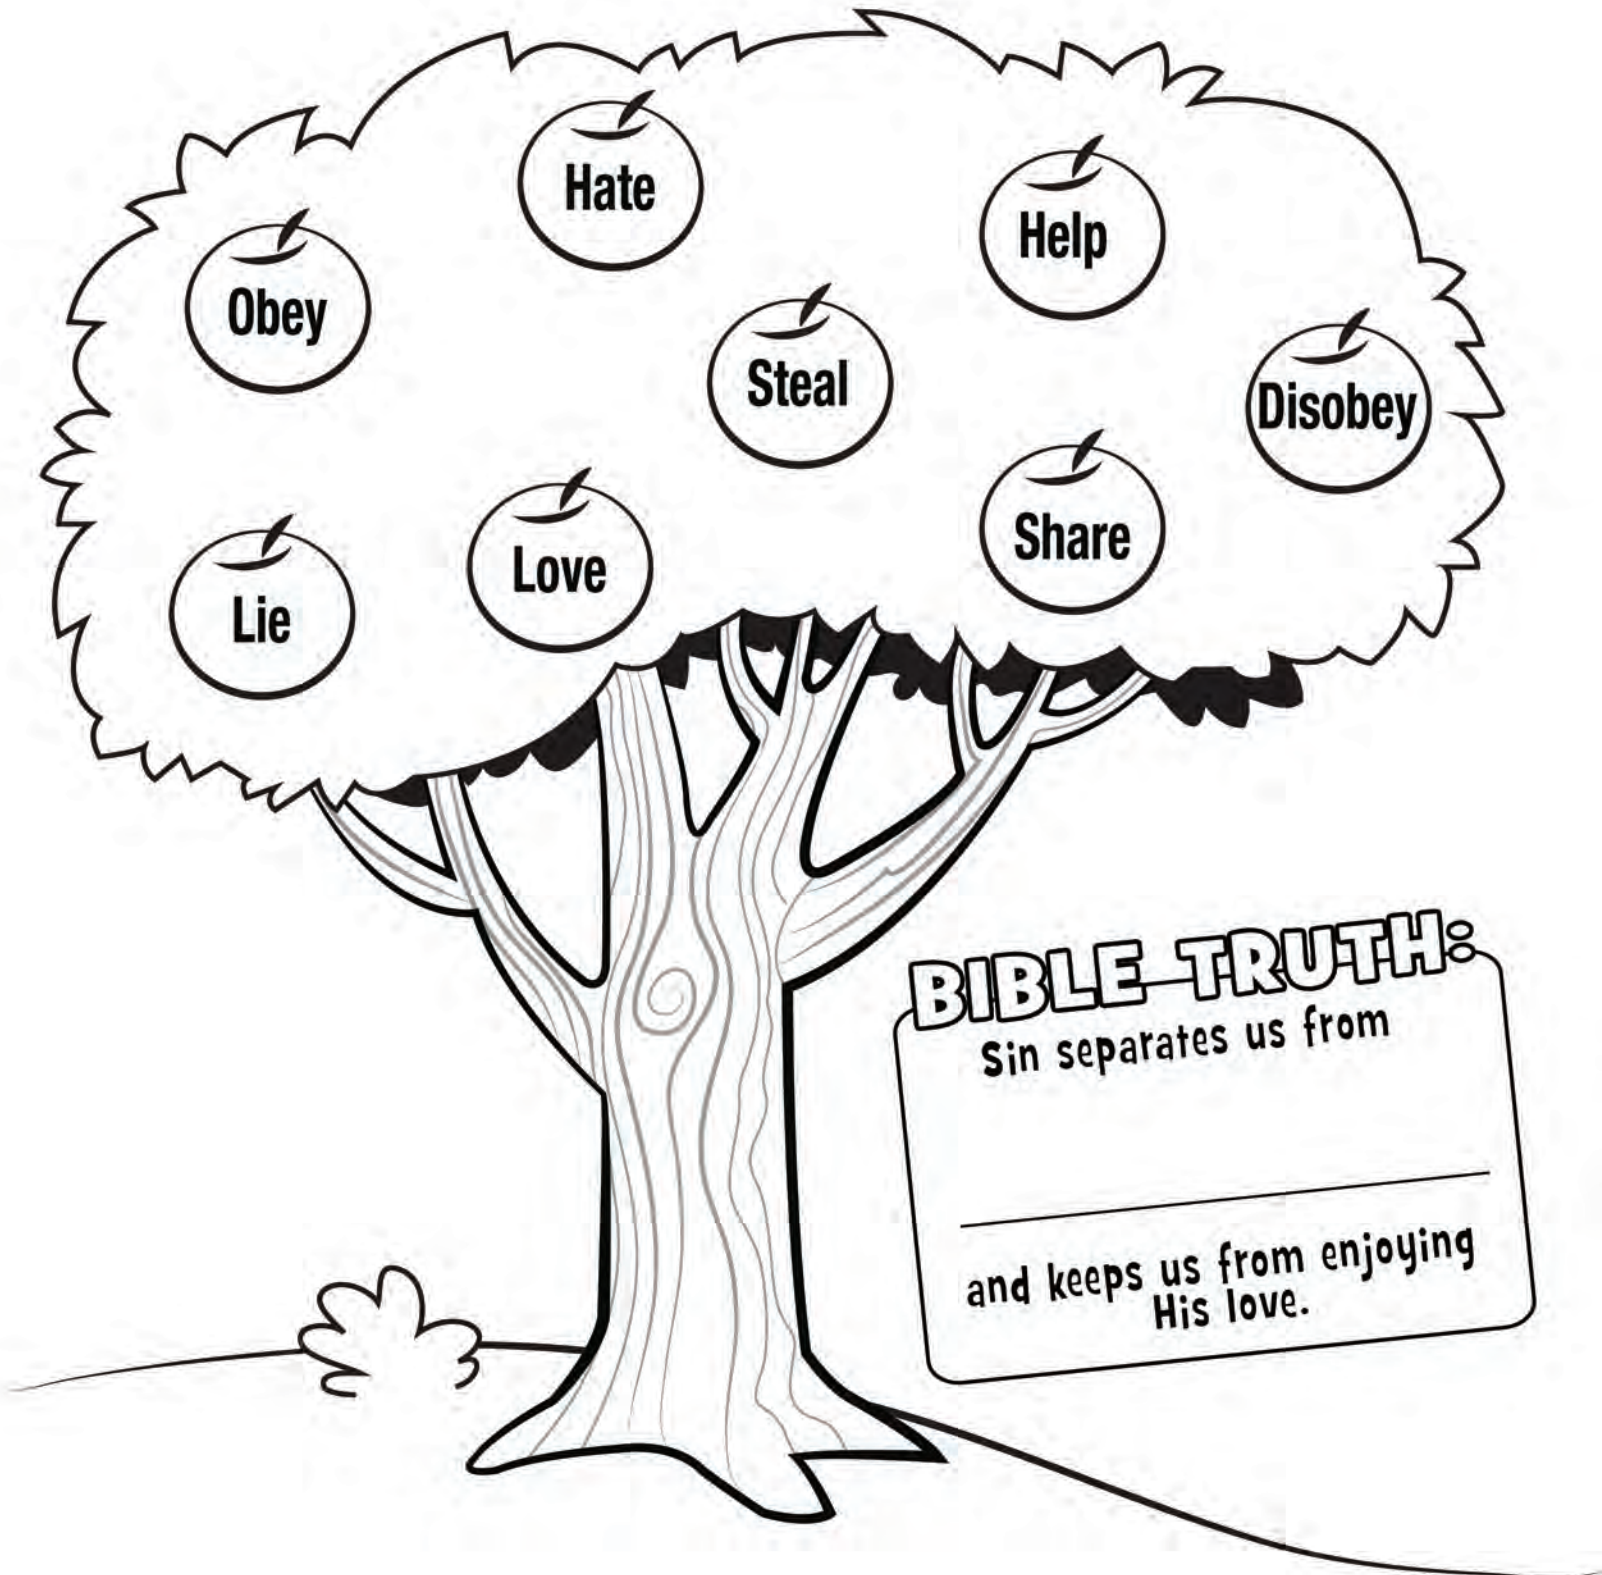 Hate
Help
Obey
Steal
Disobey
Love
Share
Lie
BIBLE TRUTH:
Sin separates us from
and keeps us from enjoying
His love.